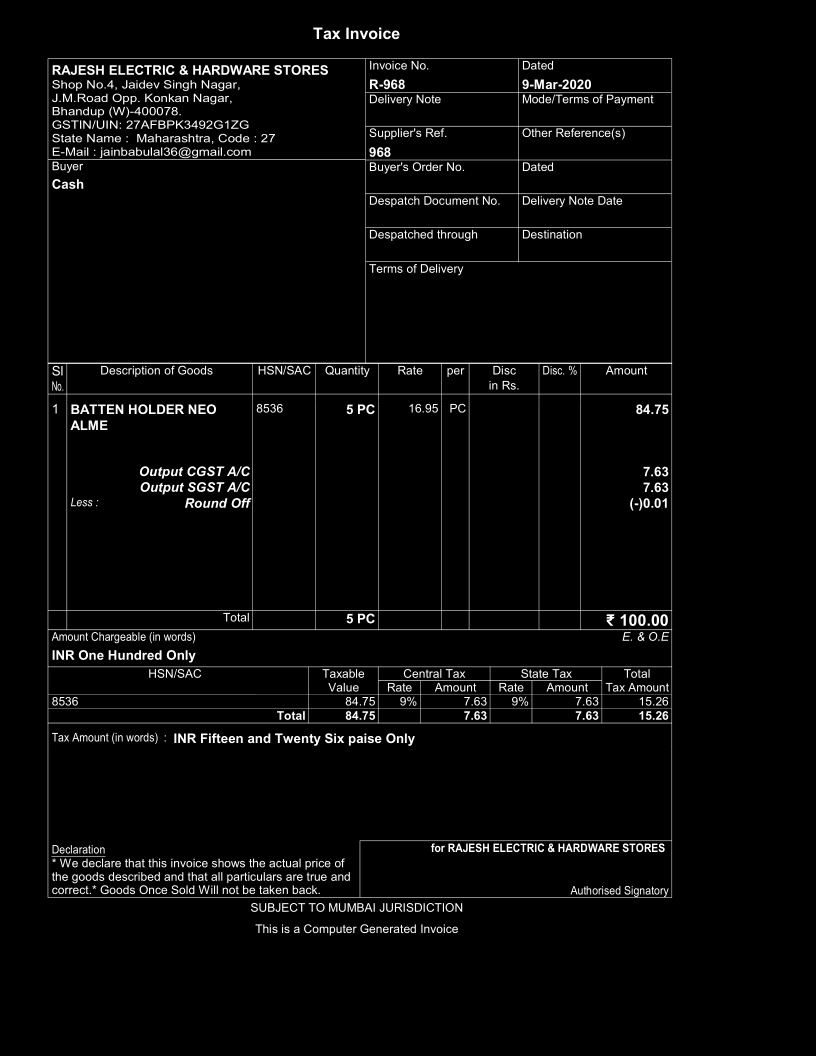 Tax Invoice
RAJESH ELECTRIC & HARDWARE STORES
Shop No.4, Jaidev Singh Nagar,
J.M.Road Opp. Konkan Nagar,
Bhandup (W)-400078.
GSTIN/UIN: 27AFBPK3492G1ZG
State Name : Maharashtra, Code : 27
E-Mail : jainbabulal36@gmail.com
Buyer
Cash
Invoice No. Dated
R-968 9-Mar-2020
Delivery Note Mode/Terms of Payment
Supplier's Ref. Other Reference(s)
968
Buyer's Order No. Dated
Despatch Document No. Delivery Note Date
Despatched through Destination
Terms of Delivery
Sl Description of Goods HSN/SAC Quantity Rate per Disc Disc. % Amount
No. in Rs.
1 BATTEN HOLDER NEO 8536 5 PC 16.95 PC 84.75
ALME
Output CGST A/C 7.63
Output SGST A/C 7.63
Less : Round Off (-)0.01
Total 5 PC ₹ 100.00
Amount Chargeable (in words) E. & O.E
INR One Hundred Only
HSN/SAC Taxable Central Tax State Tax Total
Value Rate Amount Rate Amount Tax Amount
8536 84.75 9% 7.63 9% 7.63 15.26
Total 84.75 7.63 7.63 15.26
Tax Amount (in words) : INR Fifteen and Twenty Six paise Only
Declaration
* We declare that this invoice shows the actual price of
the goods described and that all particulars are true and
correct.* Goods Once Sold Will not be taken back.
for RAJESH ELECTRIC & HARDWARE STORES
Authorised Signatory
SUBJECT TO MUMBAI JURISDICTION
This is a Computer Generated Invoice